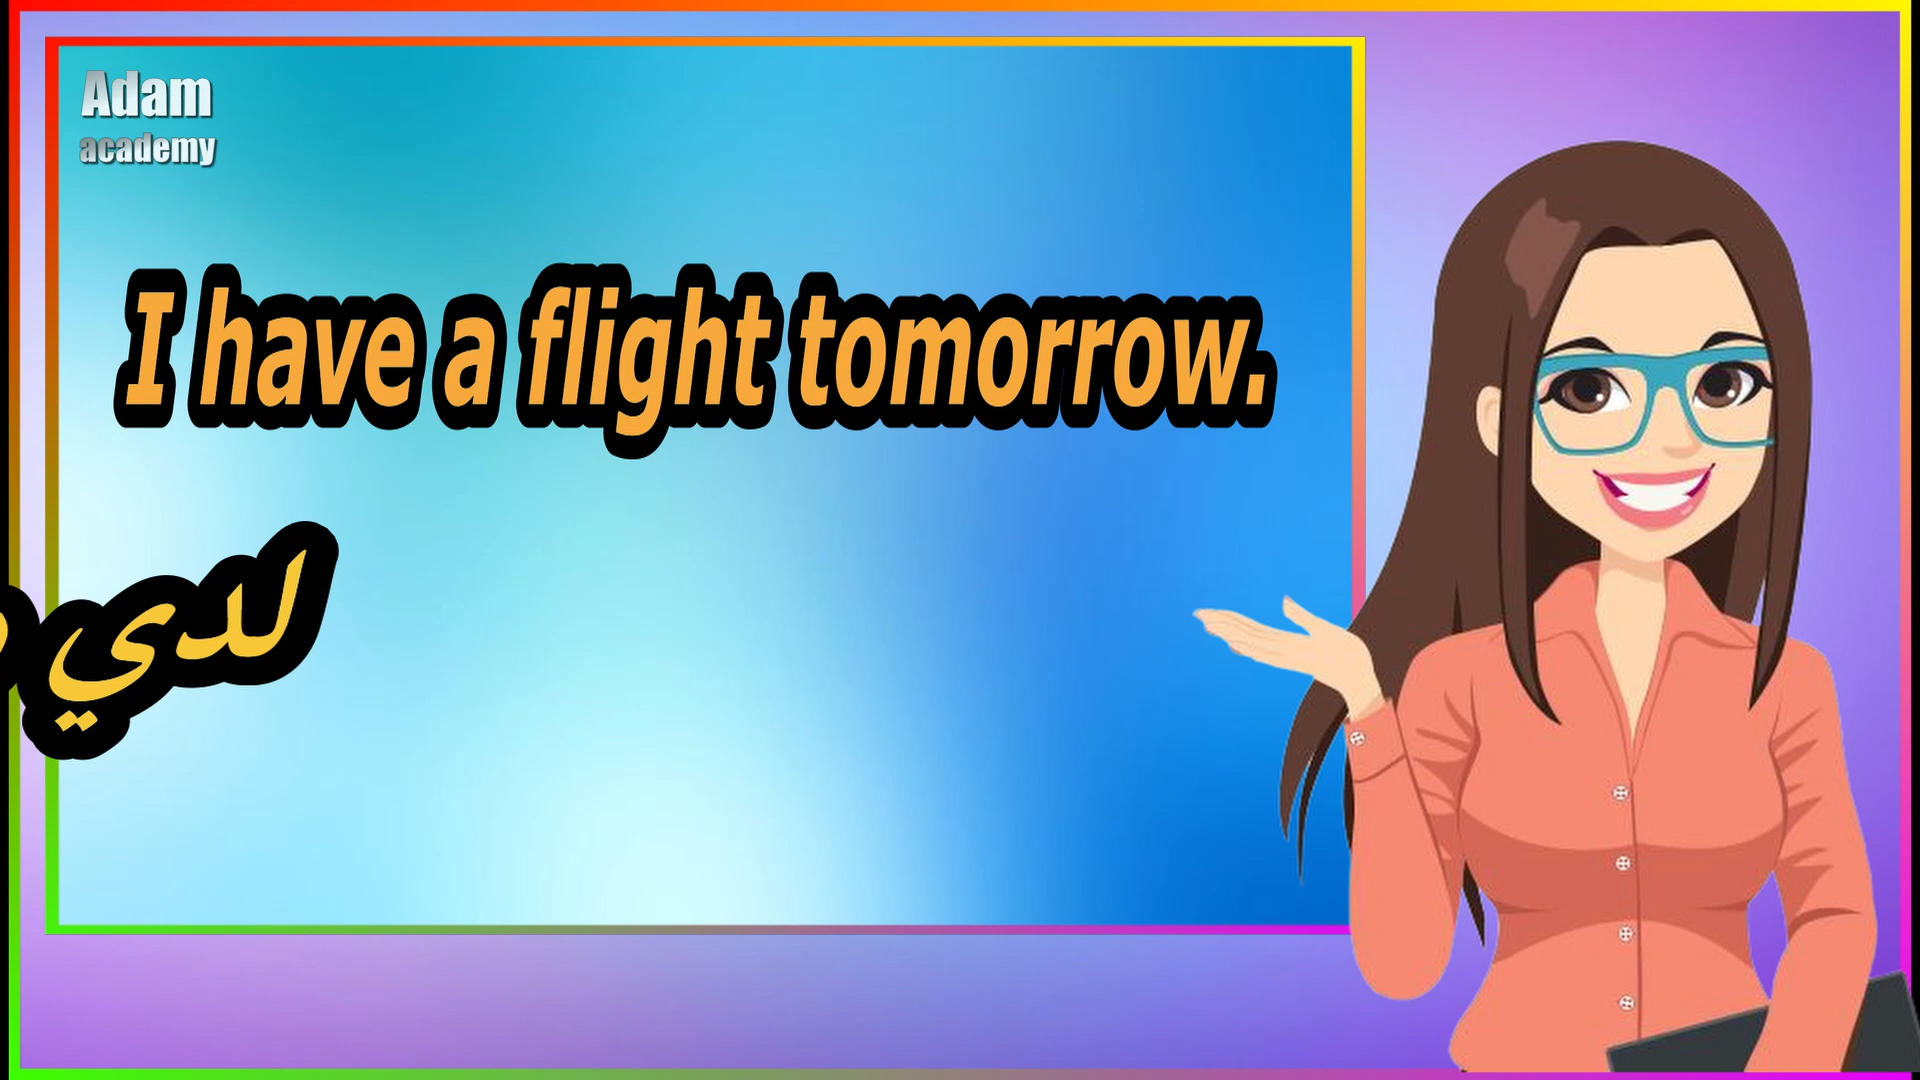 Adam
academy
I have a flight tomorrow.
لدي